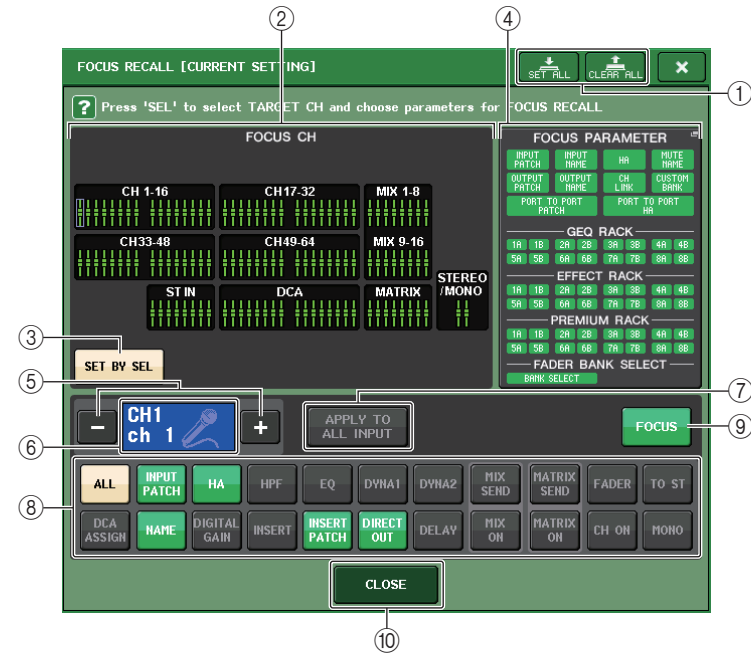 ② ④
FOCUS RECALL [CURRENT SETTING]
SET ALL
CLEAR ALL
①
? Press 'SEL' to select TARGET CH and choose parameters for FOCUS RECALL
FOCUS CH
CH 1-16
CH17-32
MIX 1-8
CH33-48
CH49-64
MIX 9-16
ST IN
DCA
MATRIX
STEREO
/MONO
③
SET BY SEL
FOCUS PARAMETER
INPUT PATCH
INPUT NAME
HA
MUTE NAME
OUTPUT PATCH
OUTPUT NAME
CH LINK
CUSTOM BANK
PORT TO PORT PATCH
PORT TO PORT HA
GEQ RACK
1A 1B 2A 2B 3A 3B 4A 4B
5A 5B 6A 6B 7A 7B 8A 8B
EFFECT RACK
1A 1B 2A 2B 3A 3B 4A 4B
5A 5B 6A 6B 7A 7B 8A 8B
PREMIUM RACK
1A 1B 2A 2B 3A 3B 4A 4B
5A 5B 6A 6B 7A 7B 8A 8B
FADER BANK SELECT
BANK SELECT
⑤
⑥
−
CH1
ch 1
+
APPLY TO
ALL INPUT
⑦
FOCUS
⑨
⑧
ALL
INPUT PATCH
HA
HPF
EQ
DYNA1
DYNA2
MIX SEND
MATRIX SEND
FADER
TO ST
DCA ASSIGN
NAME
DIGITAL GAIN
INSERT
INSERT PATCH
DIRECT OUT
DELAY
MIX ON
MATRIX ON
CH ON
MONO
CLOSE
⑩